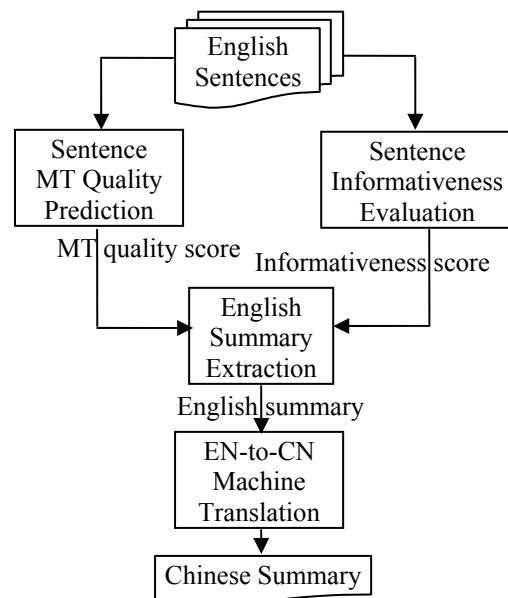 English
Sentences
Sentence
MT Quality
Prediction
Sentence
Informativeness
Evaluation
MT quality score
Informativeness score
English
Summary
Extraction
English summary
EN-to-CN
Machine
Translation
Chinese Summary